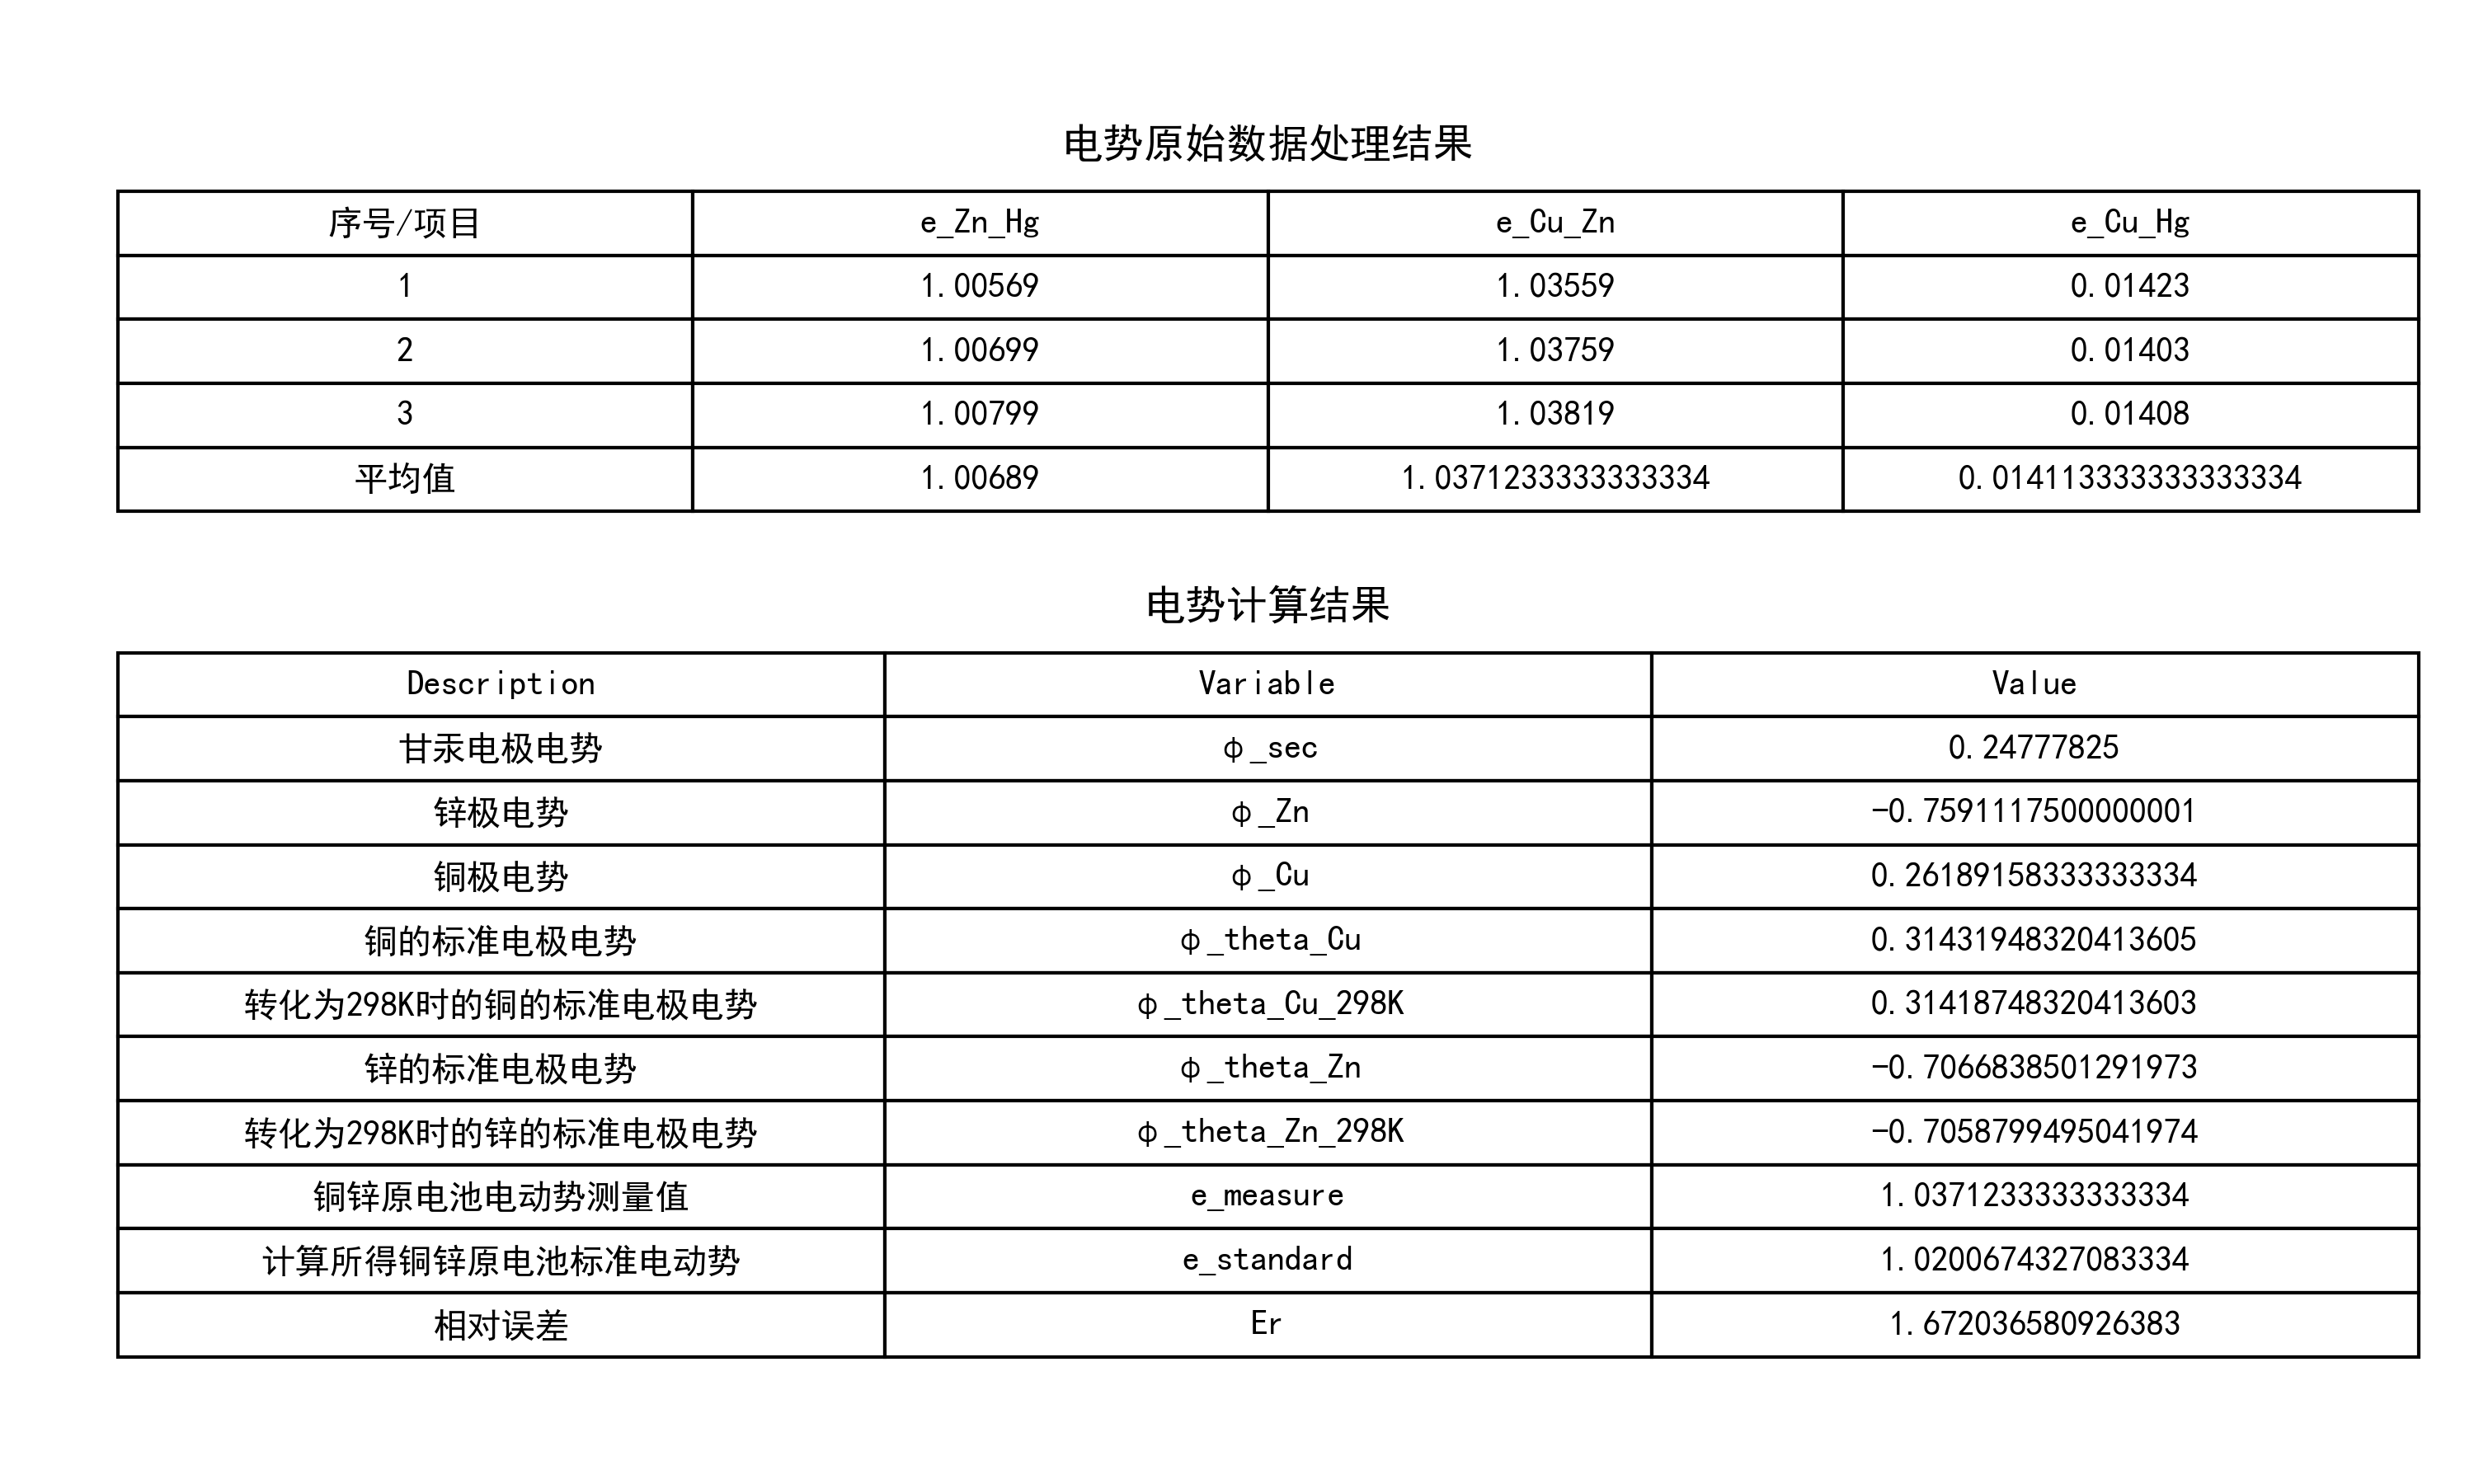 电势原始数据处理结果
序号/项目 e_Zn_Hg e_Cu_Zn e_Cu_Hg
1 1.00569 1.03559 0.01423
2 1.00699 1.03759 0.01403
3 1.00799 1.03819 0.01408
平均值 1.00689 1.0371233333333334 0.014113333333333334
电势计算结果
Description Variable Value
甘汞电极电势 φ_sec 0.24777825
锌极电势 φ_Zn -0.7591117500000001
铜极电势 φ_Cu 0.26189158333333334
铜的标准电极电势 φ_theta_Cu 0.31431948320413605
转化为298K时的铜的标准电极电势 φ_theta_Cu_298K 0.31418748320413603
锌的标准电极电势 φ_theta_Zn -0.7066838501291973
转化为298K时的锌的标准电极电势 φ_theta_Zn_298K -0.7058799495041974
铜锌原电池电动势测量值 e_measure 1.0371233333333334
计算所得铜锌原电池标准电动势 e_standard 1.0200674327083334
相对误差 Er 1.672036580926383